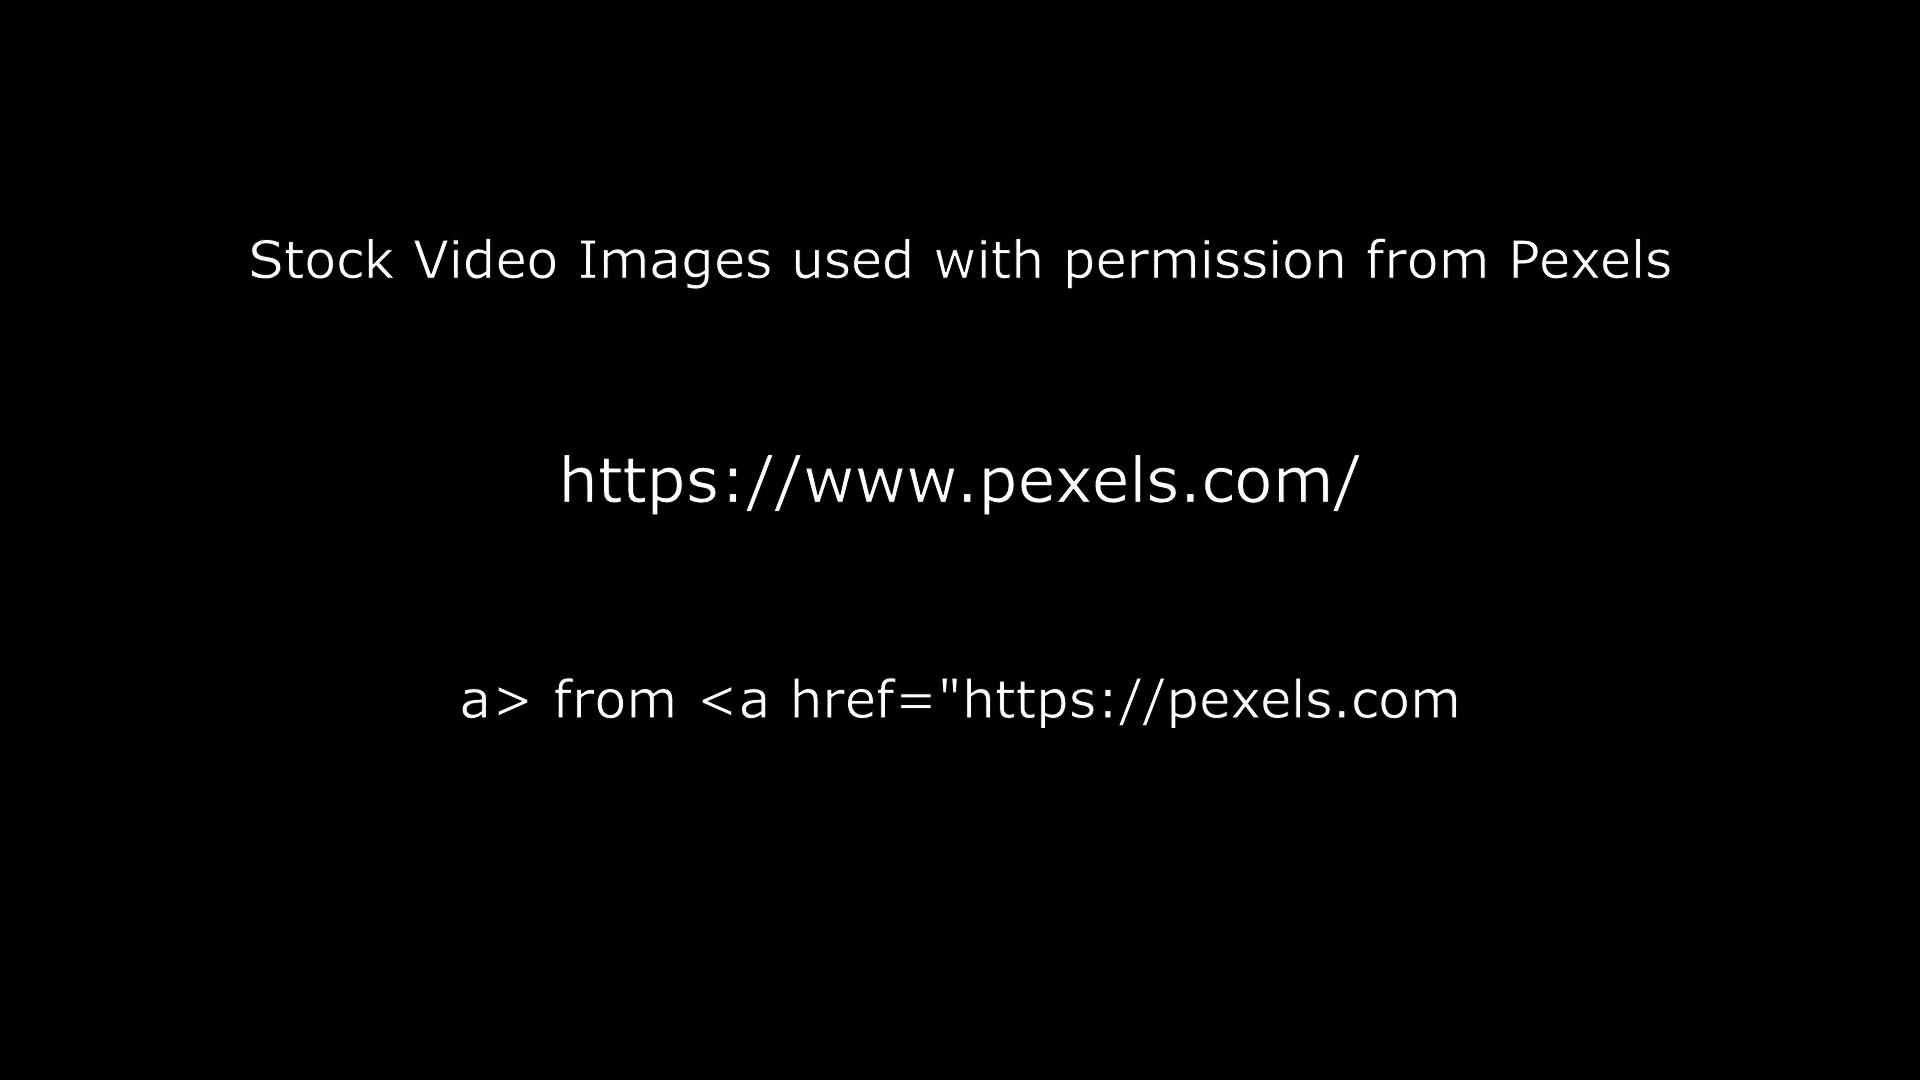 Stock Video Images used with permission from Pexels
https://www.pexels.com/
a> from <a href="https://pexels.com